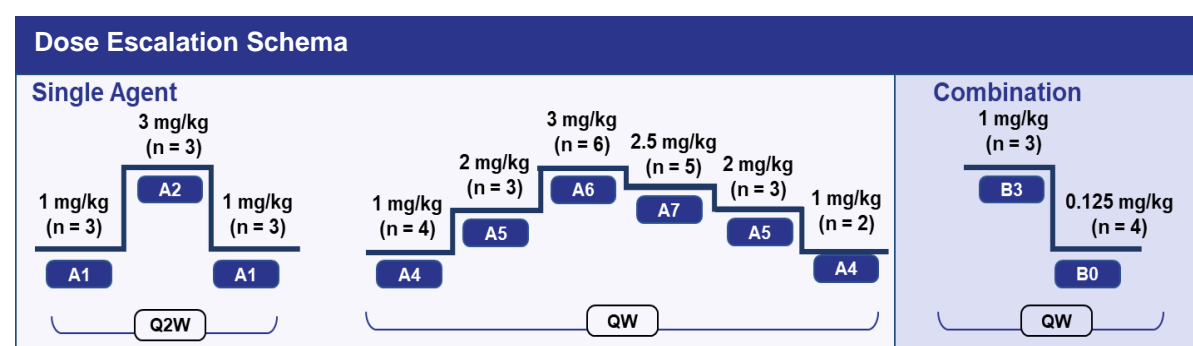 Dose Escalation Schema
Single Agent
1 mg/kg
(n = 3)
A1
3 mg/kg
(n = 3)
A2
1 mg/kg
(n = 3)
A1
Q2W
1 mg/kg
(n = 4)
A4
2 mg/kg
(n = 3)
A5
3 mg/kg
(n = 6)
A6
2.5 mg/kg
(n = 5)
A7
2 mg/kg
(n = 3)
A5
1 mg/kg
(n = 2)
A4
QW
Combination
1 mg/kg
(n = 3)
B3
0.125 mg/kg
(n = 4)
B0
QW